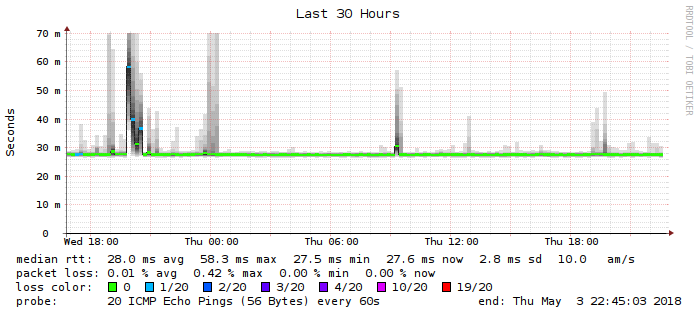 Last 30 Hours
RRDTOOL / TOBI OETIKER
Seconds
70 m
60 m
50 m
40 m
30 m
20 m
10 m
0
Wed 18:00 Thu 00:00 Thu 06:00 Thu 12:00 Thu 18:00
median rtt: 28.0 ms avg 58.3 ms max 27.5 ms min 27.6 ms now 2.8 ms sd 10.0 am/s
packet loss: 0.01 % avg 0.42 % max 0.00 % min 0.00 % now
loss color: 0 1/20 2/20 3/20 4/20 10/20 19/20
probe: 20 ICMP Echo Pings (56 Bytes) every 60s end: Thu May 3 22:45:03 2018